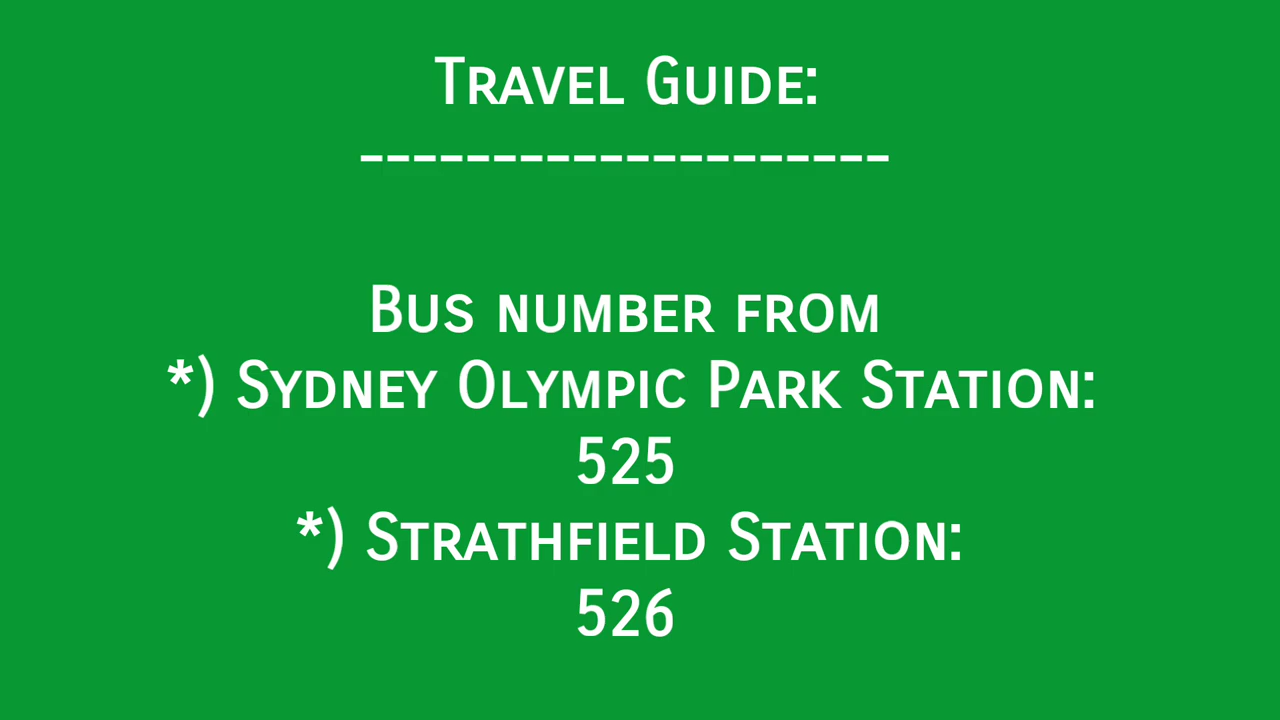 Travel Guide:
--------------------
Bus number from
*) Sydney Olympic Park Station:
525
*) Strathfield Station:
526